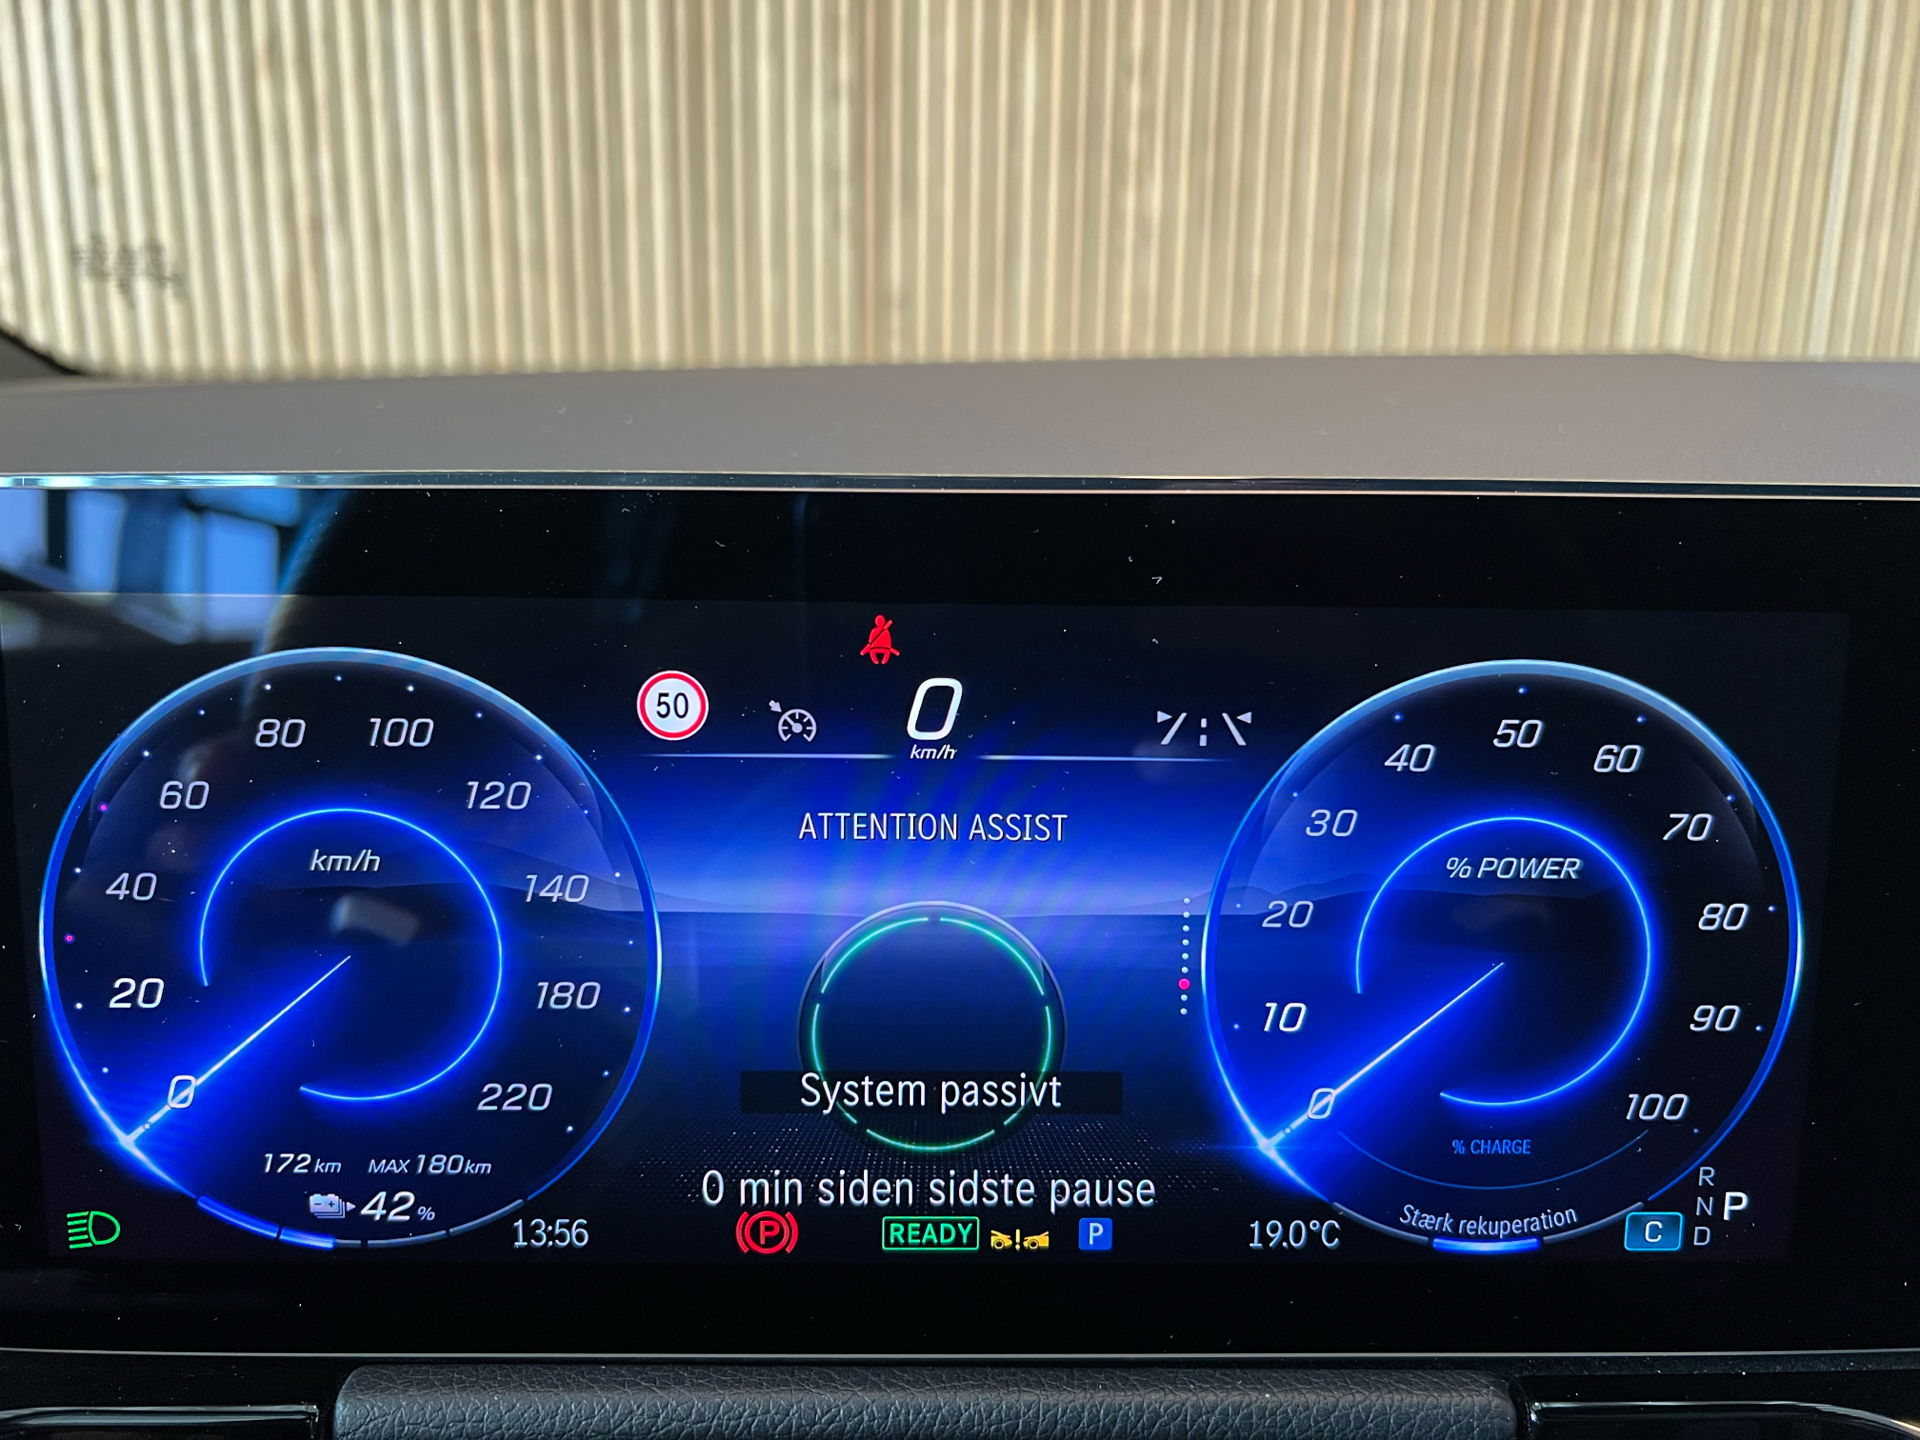 50
0
km/h
ATTENTION ASSIST
System passivt
0 min siden sidste pause
80 100
60 120
km/h
40 140
20 180
0 220
172 km MAX 180 km
42 %
13:56
P
READY
P
19.0°C
50
40 60
30 70
% POWER
20 80
10 90
0 100
% CHARGE
Stærk rekuperation
C
R
N P
D